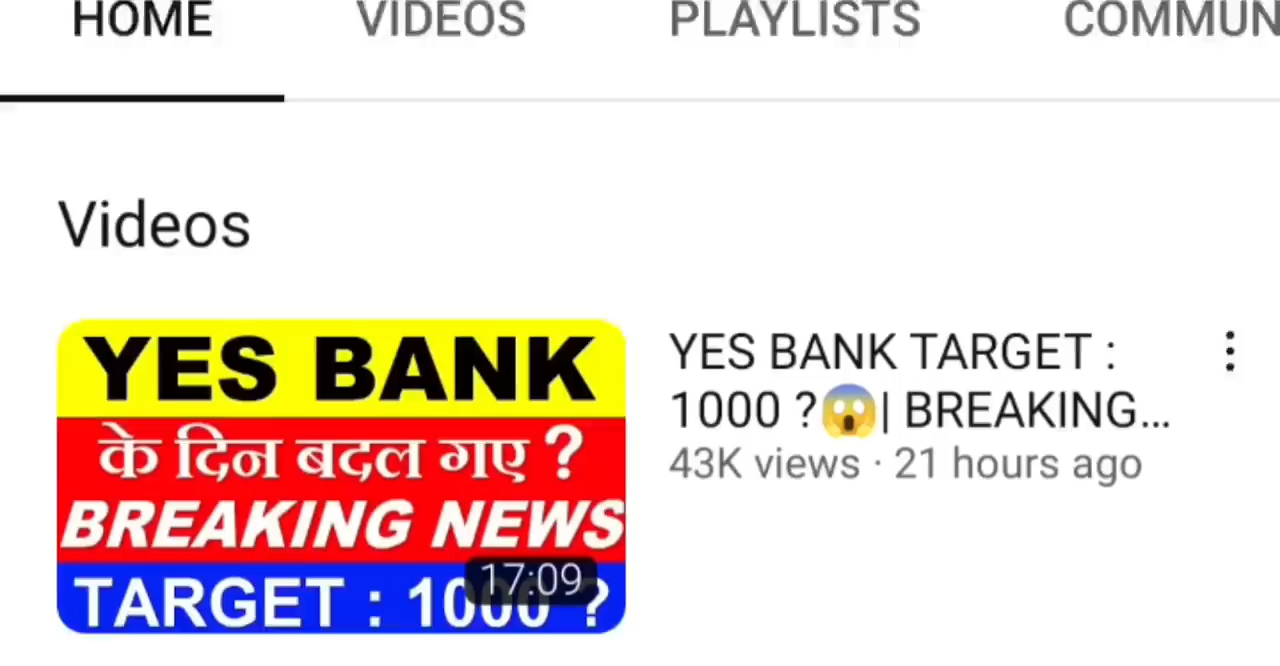 HOME VIDEOS PLAYLISTS COMMUN
Videos
YES BANK
के दिन बदल गए ?
BREAKING NEWS
TARGET : 1000 ?
17:09
YES BANK TARGET :
1000 ?😱| BREAKING...
43K views · 21 hours ago